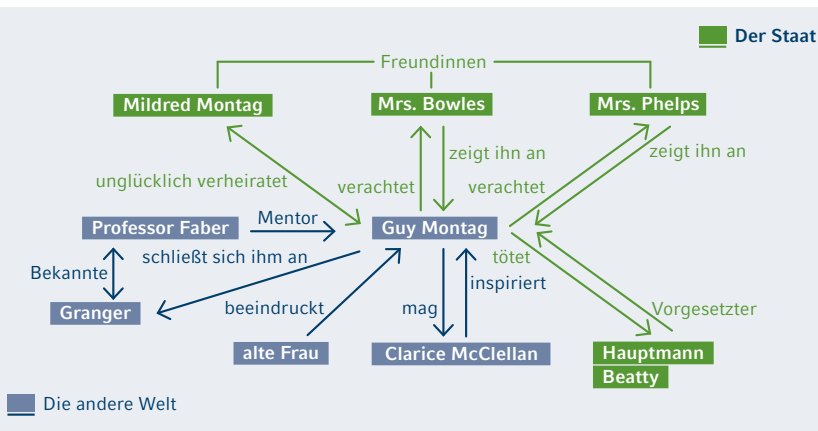 Der Staat
Freundinnen
Mildred Montag
Mrs. Bowles
Mrs. Phelps
zeigt ihn an
zeigt ihn an
unglücklich verheiratet
verachtet
verachtet
Professor Faber
Mentor
Guy Montag
schließt sich ihm an
tötet
Bekannte
inspiriert
Granger
beeindruckt
mag
Vorgesetzter
alte Frau
Clarice McClellan
Hauptmann
Beatty
Die andere Welt